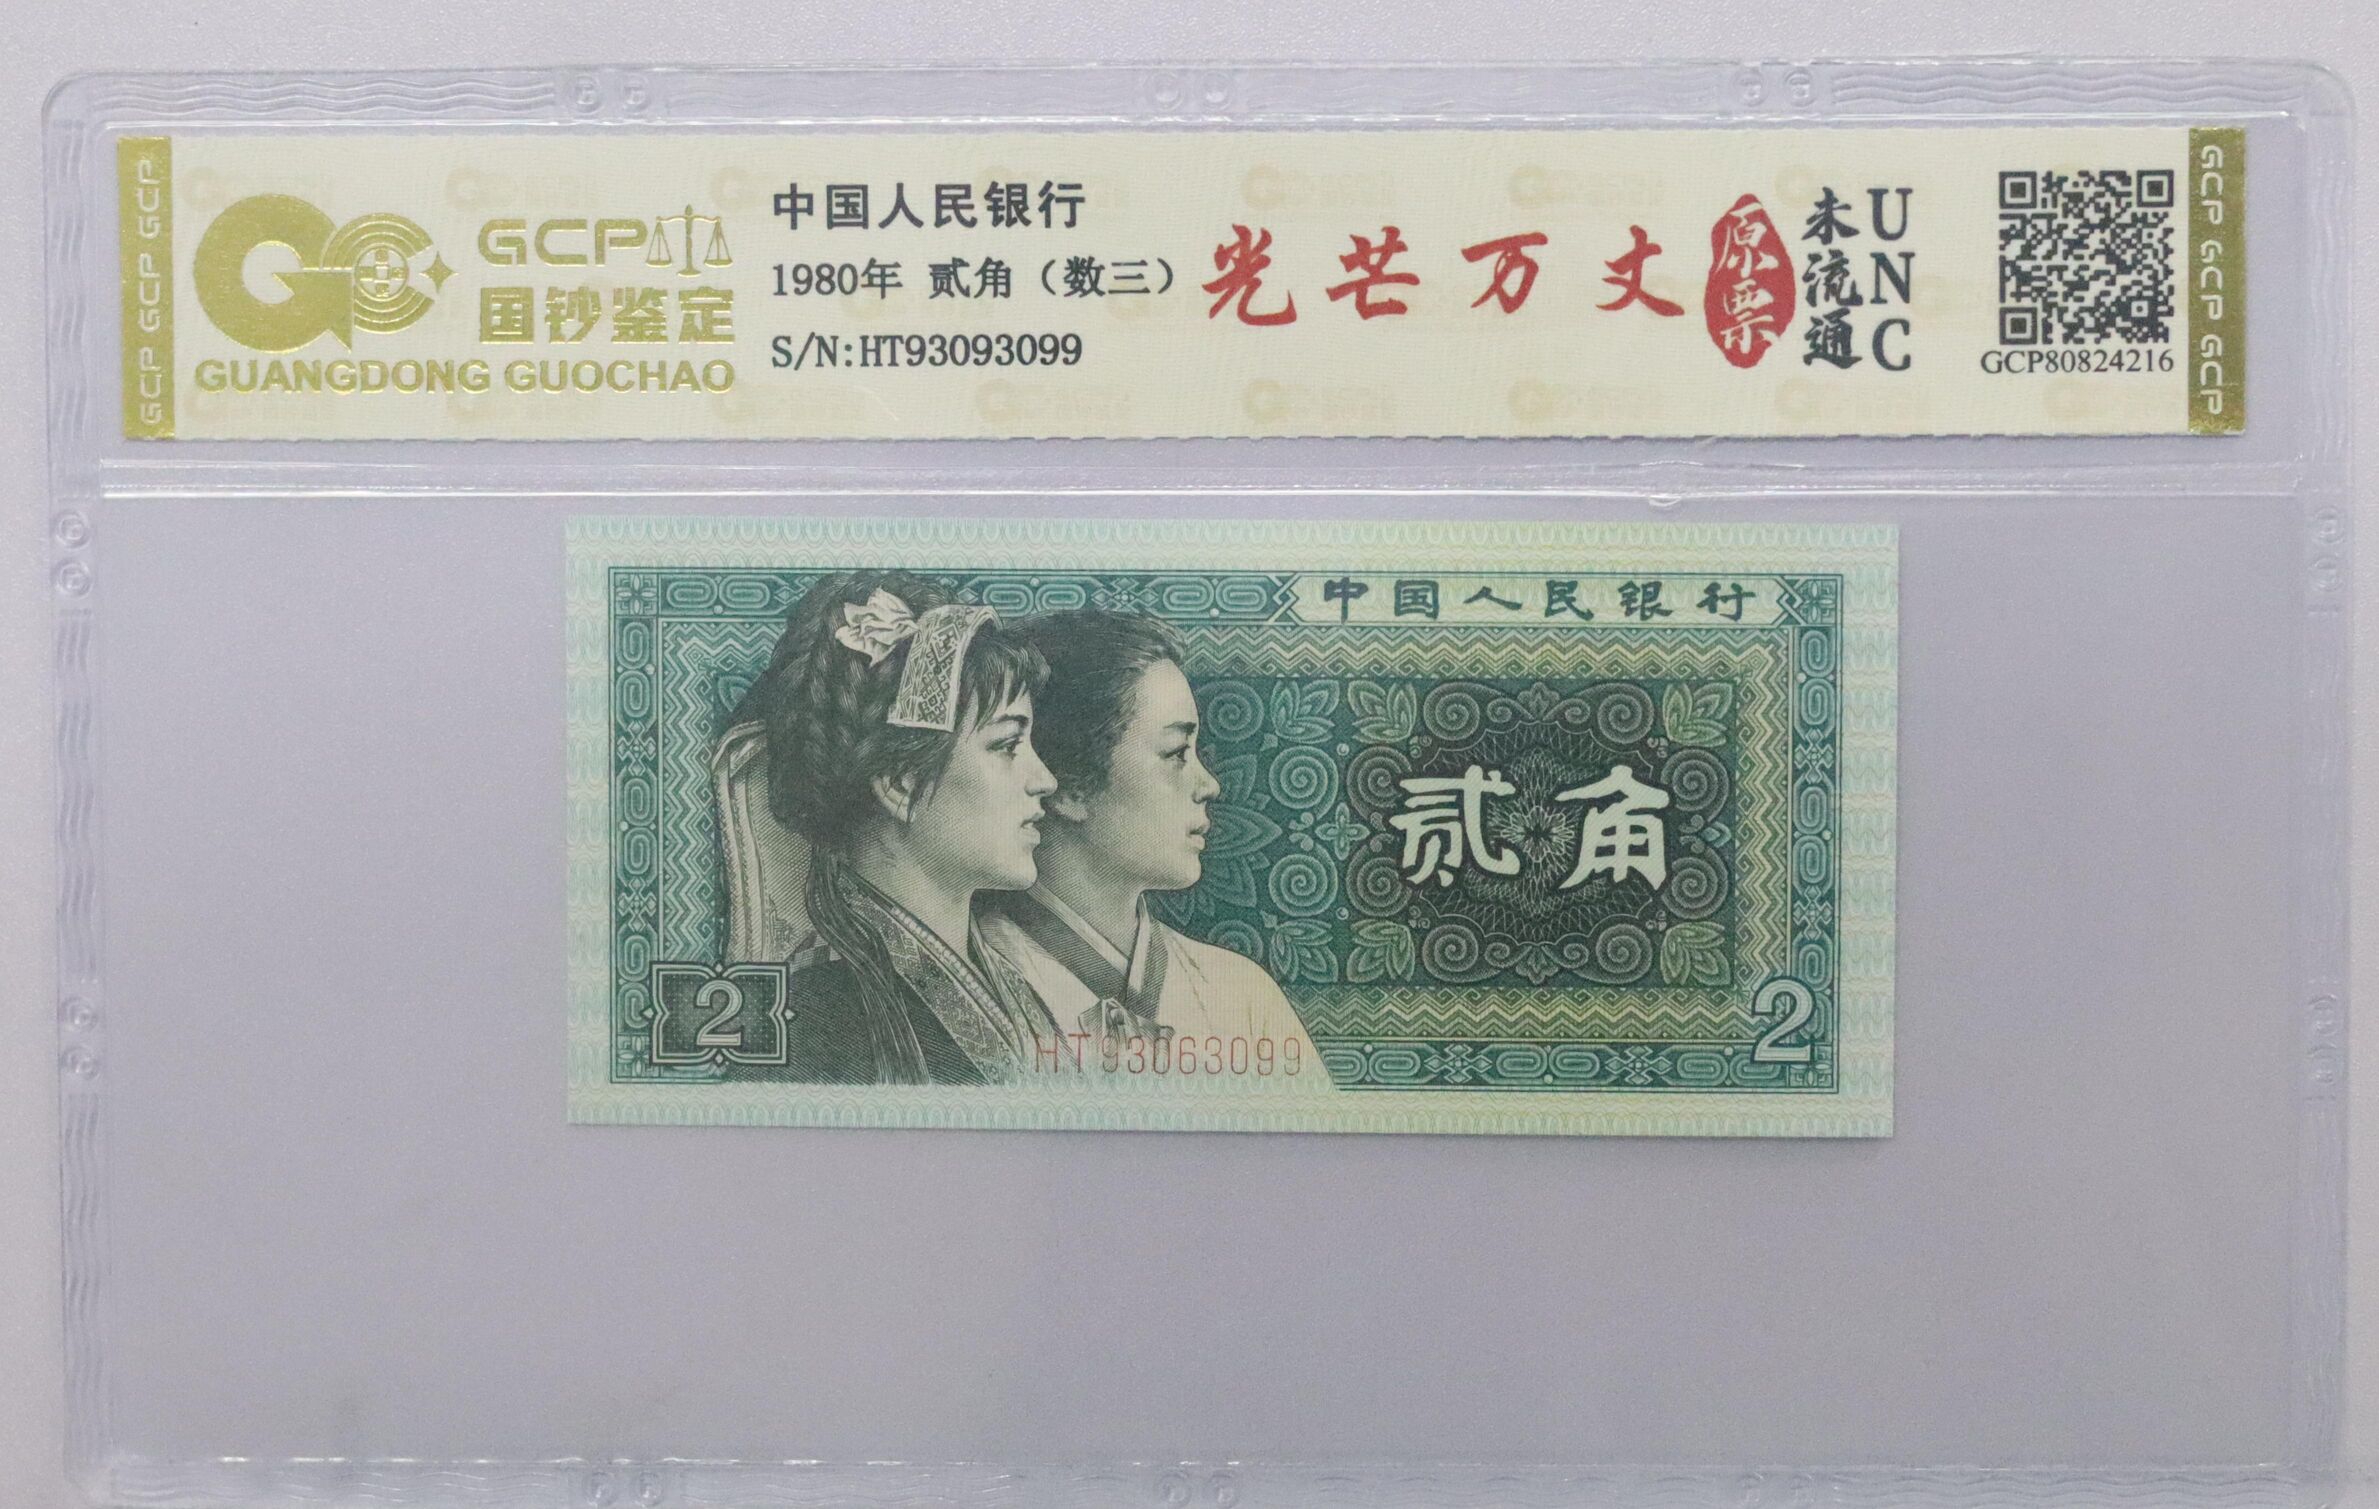 GCP GCP GCP
GCP
国钞鉴定
GUANGDONG GUOCHAO
中国人民银行
1980年 贰角（数三）
S/N:HT93093099
光芒万丈
原票
未流通
UNC
GCP80824216
GCP GCP GCP
中国人民银行
贰角
2
HT93063099
2